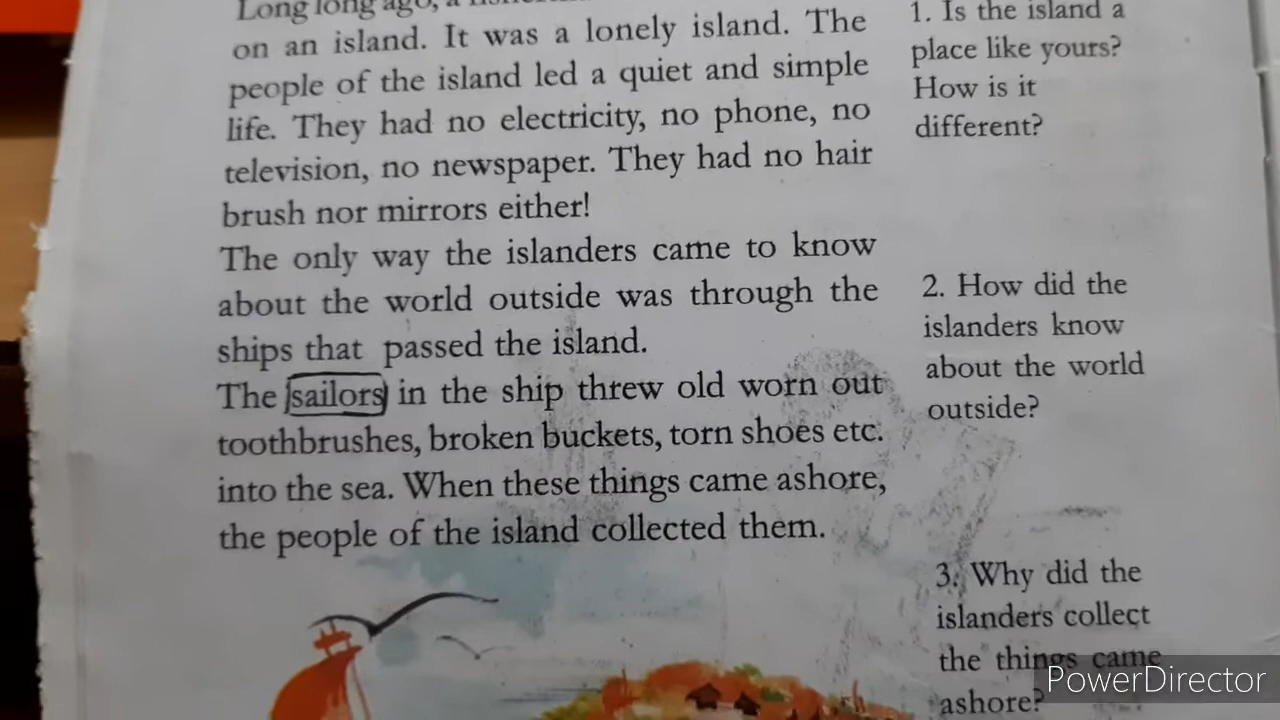 Long long ago, a
on an island. It was a lonely island. The
people of the island led a quiet and simple
life. They had no electricity, no phone, no
television, no newspaper. They had no hair
brush nor mirrors either!
The only way the islanders came to know
about the world outside was through the
ships that passed the island.
The sailors in the ship threw old worn out
toothbrushes, broken buckets, torn shoes etc.
into the sea. When these things came ashore,
the people of the island collected them.
1. Is the island a
place like yours?
How is it
different?
2. How did the
islanders know
about the world
outside?
3. Why did the
islanders collect
the things came
ashore?
PowerDirector